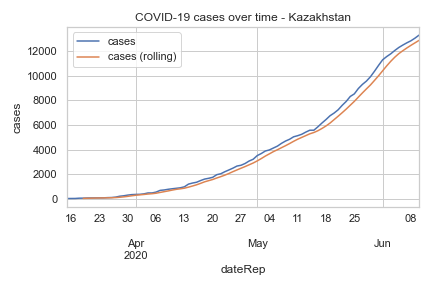 COVID-19 cases over time - Kazakhstan
cases
cases (rolling)
12000
10000
8000
6000
4000
2000
0
cases
16 23 30 06 13 20 27 04 11 18 25 08
Apr May Jun
2020
dateRep